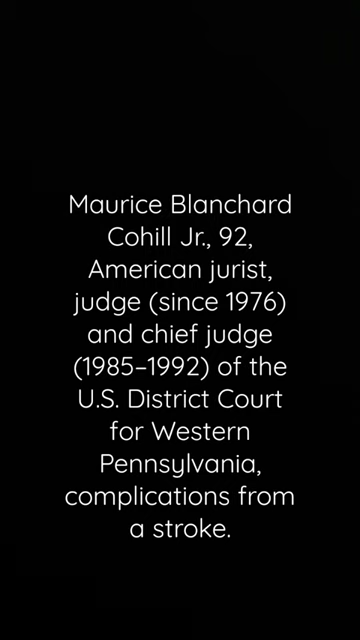 Maurice Blanchard
Cohill Jr., 92,
American jurist,
judge (since 1976)
and chief judge
(1985–1992) of the
U.S. District Court
for Western
Pennsylvania,
complications from
a stroke.